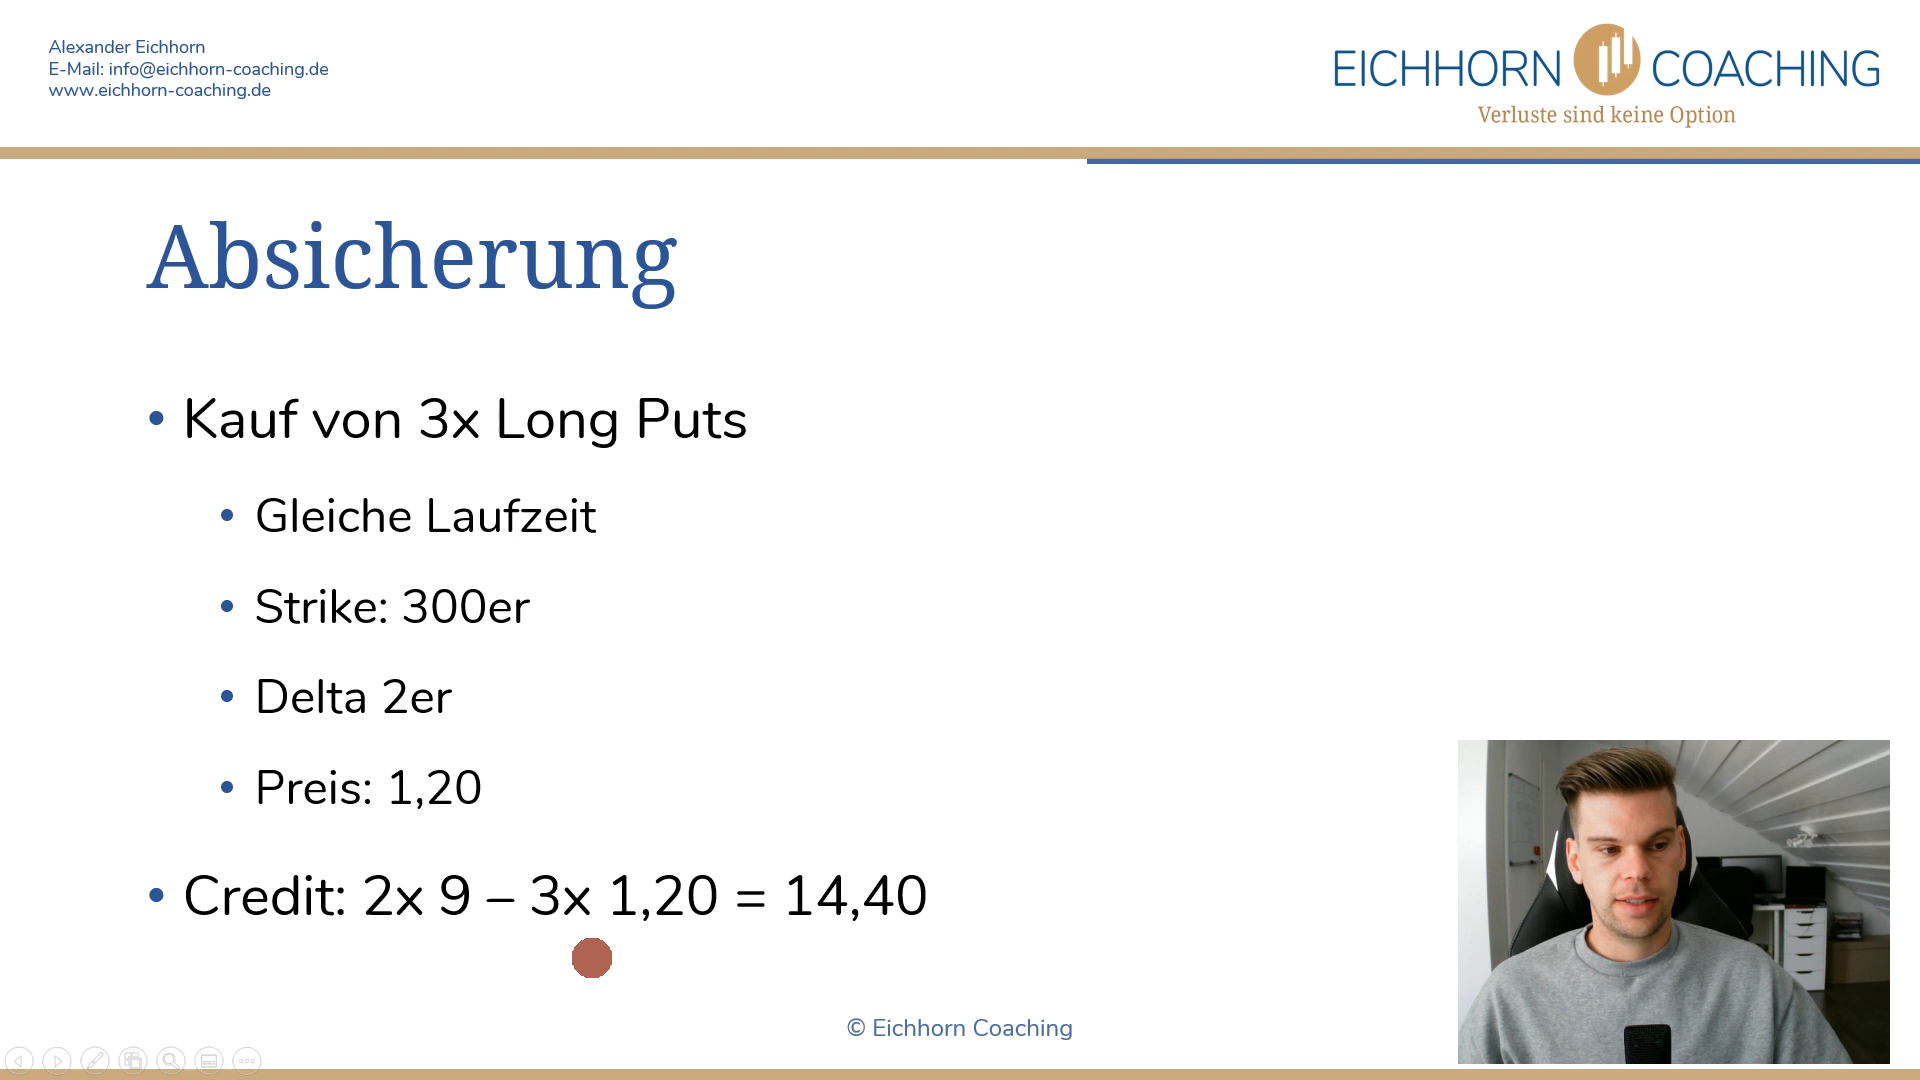 Alexander Eichhorn
E-Mail: info@eichhorn-coaching.de
www.eichhorn-coaching.de
EICHHORN COACHING
Verluste sind keine Option
Absicherung
• Kauf von 3x Long Puts
• Gleiche Laufzeit
• Strike: 300er
• Delta 2er
• Preis: 1,20
• Credit: 2x 9 – 3x 1,20 = 14,40
© Eichhorn Coaching